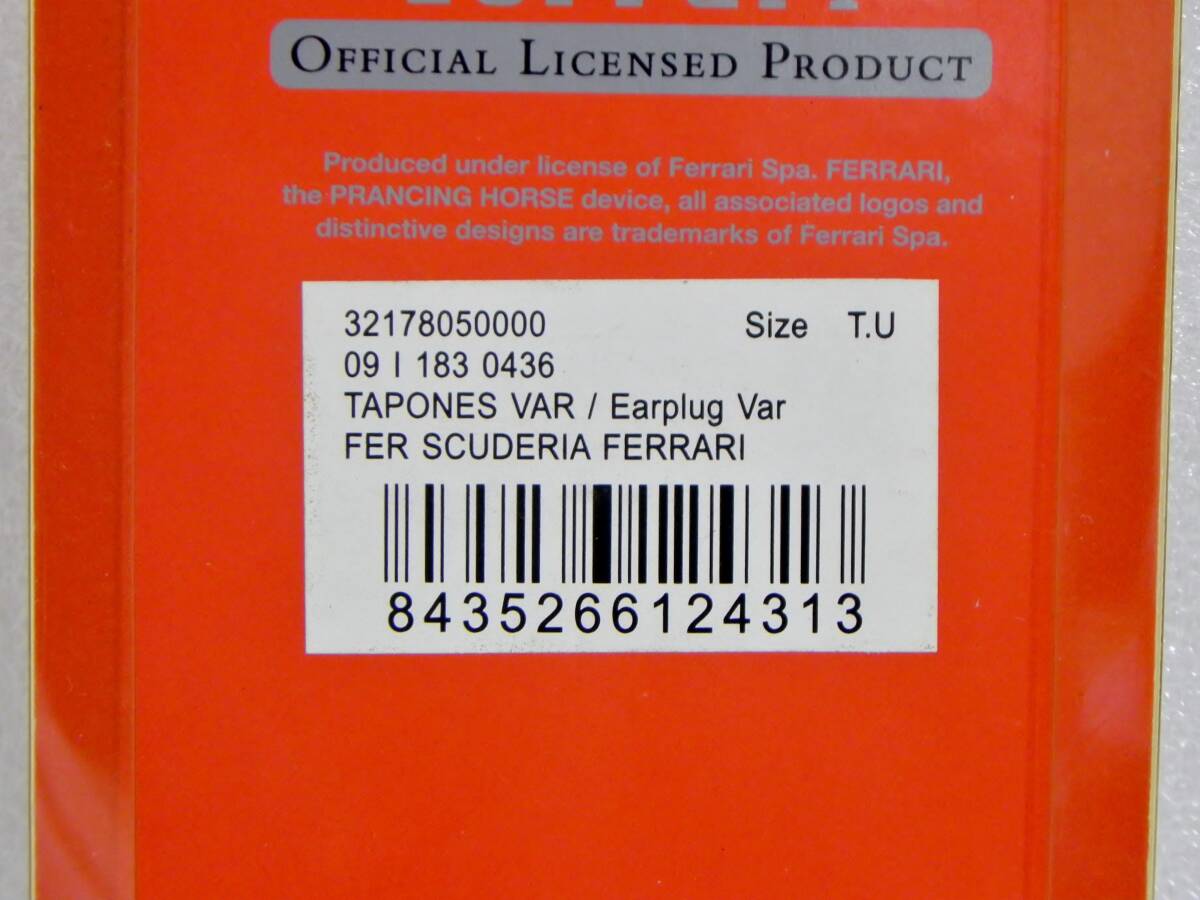 OFFICIAL LICENSED PRODUCT
Produced under license of Ferrari Spa. FERRARI,
the PRANCING HORSE device, all associated logos and
distinctive designs are trademarks of Ferrari Spa.
32178050000 Size T.U
09 I 183 0436
TAPONES VAR / Earplug Var
FER SCUDERIA FERRARI
8435266124313